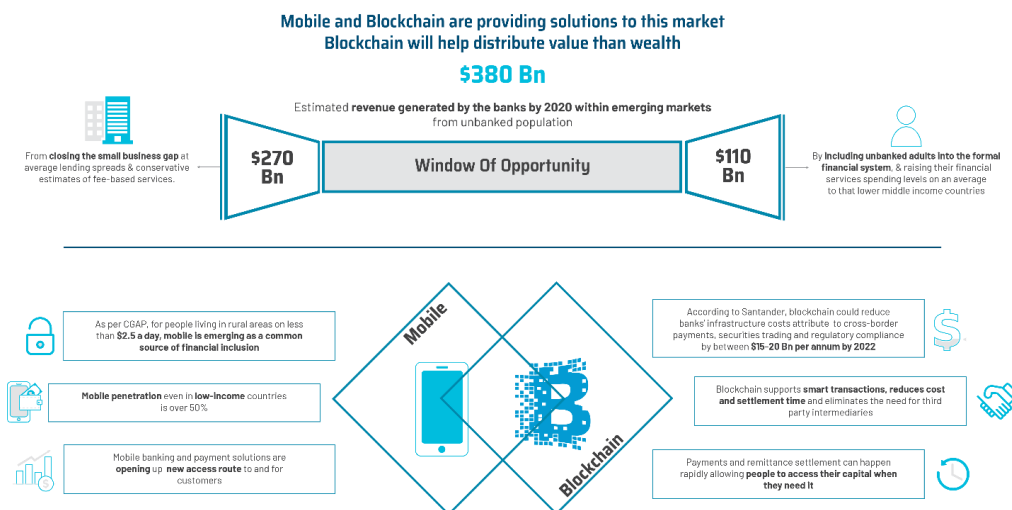 Mobile and Blockchain are providing solutions to this market
Blockchain will help distribute value than wealth
$380 Bn
Estimated revenue generated by the banks by 2020 within emerging markets
from unbanked population
From closing the small business gap at
average lending spreads & conservative
estimates of fee-based services.
$270
Bn
Window Of Opportunity
$110
Bn
By Including unbanked adults into the formal
financial system, & raising their financial
services spending levels on an average
to that lower middle income countries
As per CGAP, for people living in rural areas on less
than $2.5 a day, mobile is emerging as a common
source of financial inclusion
Mobile penetration even in low-income countries
is over 50%
Mobile banking and payment solutions are
opening up new access route to and for
customers
Mobile
Blockchain
According to Santander, blockchain could reduce
banks' infrastructure costs attribute to cross-border
payments, securities trading and regulatory compliance
by between $15-20 Bn per annum by 2022
Blockchain supports smart transactions, reduces cost
and settlement time and eliminates the need for third
party intermediaries
Payments and remittance settlement can happen
rapidly allowing people to access their capital when
they need it